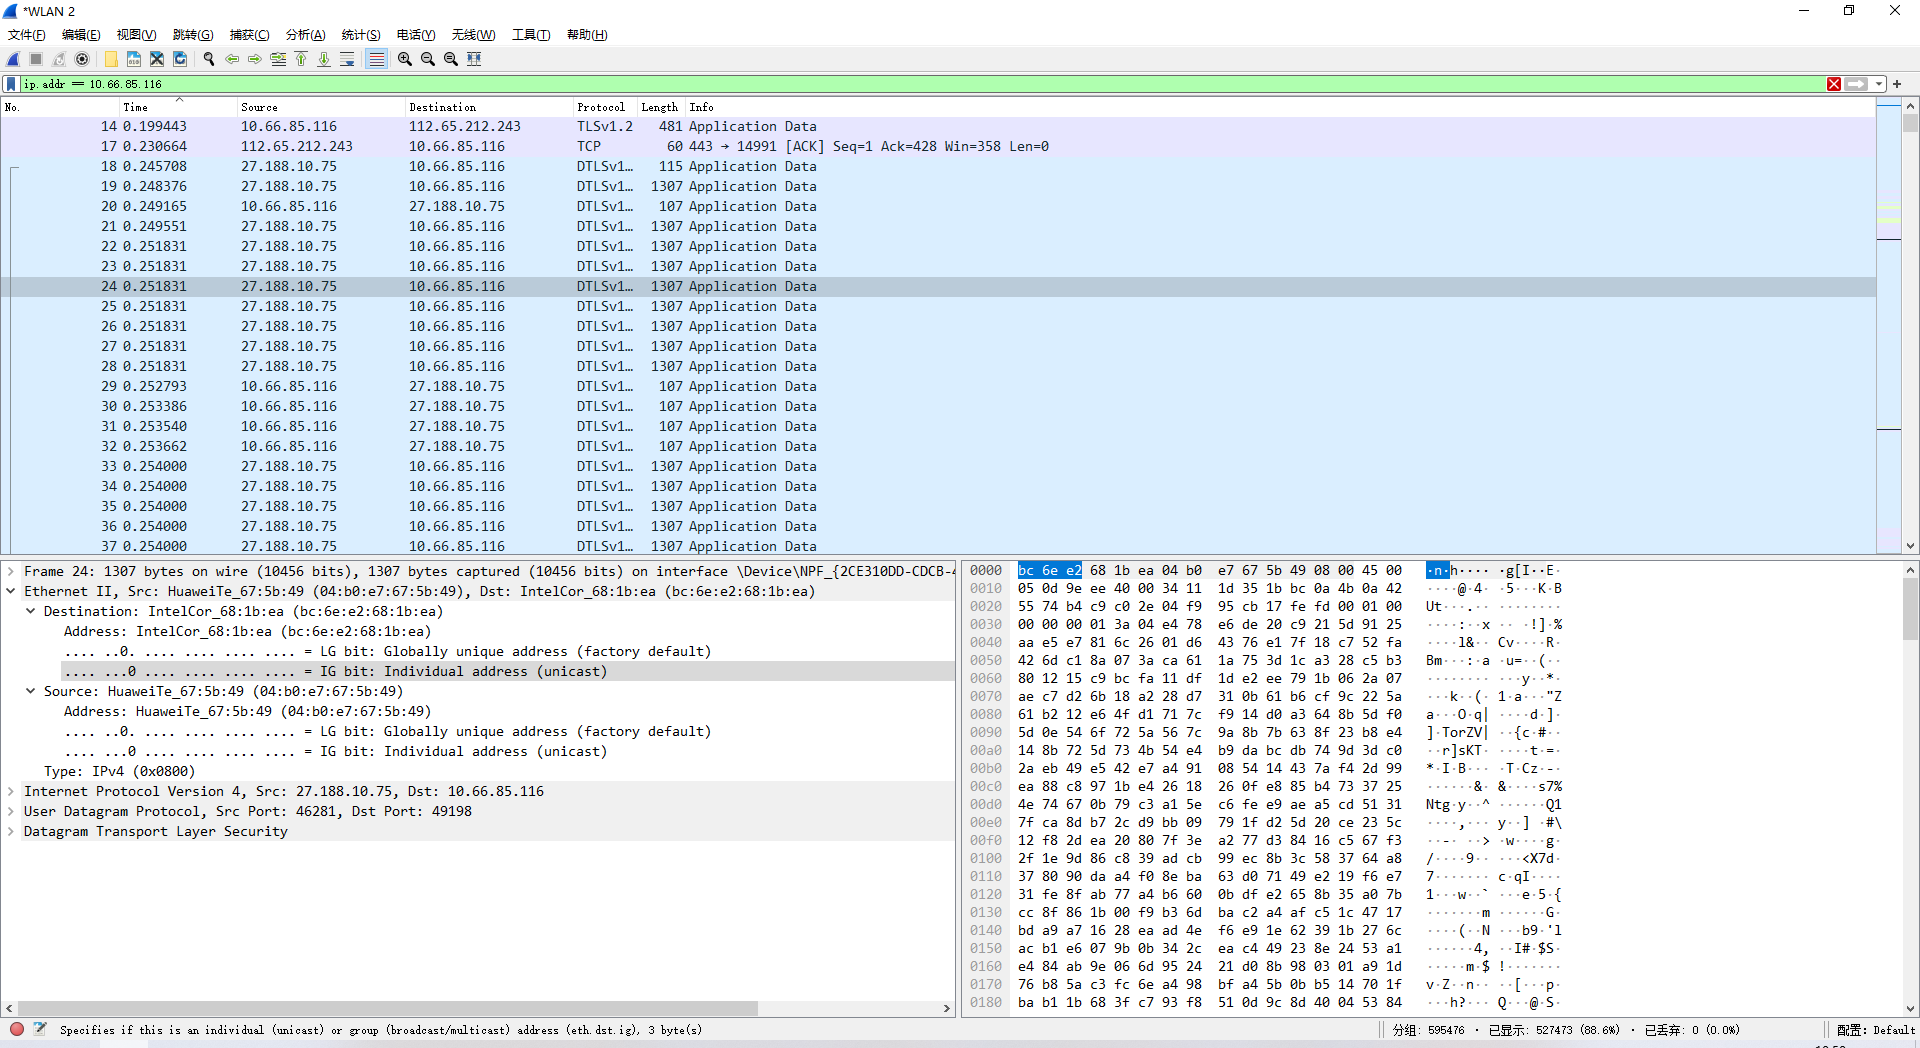 *WLAN 2
文件(F) 编辑(E) 视图(V) 跳转(G) 捕获(C) 分析(A) 统计(S) 电话(Y) 无线(W) 工具(T) 帮助(H)
ip.addr == 10.66.85.116
No. Time Source Destination Protocol Length Info
14 0.199443 10.66.85.116 112.65.212.243 TLSv1.2 481 Application Data
17 0.230664 112.65.212.243 10.66.85.116 TCP 60 443 → 14991 [ACK] Seq=1 Ack=428 Win=358 Len=0
18 0.245708 27.188.10.75 10.66.85.116 DTLSv1… 115 Application Data
19 0.248376 27.188.10.75 10.66.85.116 DTLSv1… 1307 Application Data
20 0.249165 10.66.85.116 27.188.10.75 DTLSv1… 107 Application Data
21 0.249551 27.188.10.75 10.66.85.116 DTLSv1… 1307 Application Data
22 0.251831 27.188.10.75 10.66.85.116 DTLSv1… 1307 Application Data
23 0.251831 27.188.10.75 10.66.85.116 DTLSv1… 1307 Application Data
24 0.251831 27.188.10.75 10.66.85.116 DTLSv1… 1307 Application Data
25 0.251831 27.188.10.75 10.66.85.116 DTLSv1… 1307 Application Data
26 0.251831 27.188.10.75 10.66.85.116 DTLSv1… 1307 Application Data
27 0.251831 27.188.10.75 10.66.85.116 DTLSv1… 1307 Application Data
28 0.251831 27.188.10.75 10.66.85.116 DTLSv1… 1307 Application Data
29 0.252793 10.66.85.116 27.188.10.75 DTLSv1… 107 Application Data
30 0.253386 10.66.85.116 27.188.10.75 DTLSv1… 107 Application Data
31 0.253540 10.66.85.116 27.188.10.75 DTLSv1… 107 Application Data
32 0.253662 10.66.85.116 27.188.10.75 DTLSv1… 107 Application Data
33 0.254000 27.188.10.75 10.66.85.116 DTLSv1… 1307 Application Data
34 0.254000 27.188.10.75 10.66.85.116 DTLSv1… 1307 Application Data
35 0.254000 27.188.10.75 10.66.85.116 DTLSv1… 1307 Application Data
36 0.254000 27.188.10.75 10.66.85.116 DTLSv1… 1307 Application Data
37 0.254000 27.188.10.75 10.66.85.116 DTLSv1… 1307 Application Data
Frame 24: 1307 bytes on wire (10456 bits), 1307 bytes captured (10456 bits) on interface \Device\NPF_{2CE310DD-CDCB-4
Ethernet II, Src: HuaweiTe_67:5b:49 (04:b0:e7:67:5b:49), Dst: IntelCor_68:1b:ea (bc:6e:e2:68:1b:ea)
Destination: IntelCor_68:1b:ea (bc:6e:e2:68:1b:ea)
Address: IntelCor_68:1b:ea (bc:6e:e2:68:1b:ea)
.... ..0. .... .... .... .... = LG bit: Globally unique address (factory default)
.... ...0 .... .... .... .... = IG bit: Individual address (unicast)
Source: HuaweiTe_67:5b:49 (04:b0:e7:67:5b:49)
Address: HuaweiTe_67:5b:49 (04:b0:e7:67:5b:49)
.... ..0. .... .... .... .... = LG bit: Globally unique address (factory default)
.... ...0 .... .... .... .... = IG bit: Individual address (unicast)
Type: IPv4 (0x0800)
Internet Protocol Version 4, Src: 27.188.10.75, Dst: 10.66.85.116
User Datagram Protocol, Src Port: 46281, Dst Port: 49198
Datagram Transport Layer Security
0000 bc 6e e2 68 1b ea 04 b0 e7 67 5b 49 08 00 45 00 ·n·h···· ·g[I··E·
0010 05 0d 9e ee 40 00 34 11 1d 35 1b bc 0a 4b 0a 42 ····@·4· ·5···K·B
0020 55 74 b4 c9 c0 2e 04 f9 95 cb 17 fe fd 00 01 00 Ut···.·· ········
0030 00 00 00 01 3a 04 e4 78 e6 de 20 c9 21 5d 91 25 ····:··x ·· ·!]·%
0040 aa e5 e7 81 6c 26 01 d6 43 76 e1 7f 18 c7 52 fa ····l&·· Cv····R·
0050 42 6d c1 8a 07 3a ca 61 1a 75 3d 1c a3 28 c5 b3 Bm···:·a ·u=··(··
0060 80 12 15 c9 bc fa 11 df 1d e2 ee 79 1b 06 2a 07 ········ ···y··*·
0070 ae c7 d2 6b 18 a2 28 d7 31 0b 61 b6 cf 9c 22 5a ···k··(· 1·a···"Z
0080 61 b2 12 e6 4f d1 71 7c f9 14 d0 a3 64 8b 5d f0 a···O·q| ····d·]·
0090 5d 0e 54 6f 72 5a 56 7c 9a 8b 7b 63 8f 23 b8 e4 ]·TorZV| ··{c·#··
00a0 14 8b 72 5d 73 4b 54 e4 b9 da bc db 74 9d 3d c0 ··r]sKT· ····t·=·
00b0 2a eb 49 e5 42 e7 a4 91 08 54 14 43 7a f4 2d 99 *·I·B··· ·T·Cz·-·
00c0 ea 88 c8 97 1b e4 26 18 26 0f e8 85 b4 73 37 25 ······&· &····s7%
00d0 4e 74 67 0b 79 c3 a1 5e c6 fe e9 ae a5 cd 51 31 Ntg·y··^ ······Q1
00e0 7f ca 8d b7 2c d9 bb 09 79 1f d2 5d 20 ce 23 5c ····,··· y··] ·#\
00f0 12 f8 2d ea 20 80 7f 3e a2 77 d3 84 16 c5 67 f3 ··-· ··> ·w····g·
0100 2f 1e 9d 86 c8 39 ad cb 99 ec 8b 3c 58 37 64 a8 /····9·· ···<X7d·
0110 37 80 90 da a4 f0 8e ba 63 d0 71 49 e2 19 f6 e7 7······· c·qI····
0120 31 fe 8f ab 77 a4 b6 60 0b df e2 65 8b 35 a0 7b 1···w··` ···e·5·{
0130 cc 8f 86 1b 00 f9 b3 6d ba c2 a4 af c5 1c 47 17 ·······m ······G·
0140 bd a9 a7 16 28 ea ad 4e f6 e9 1e 62 39 1b 27 6c ····(··N ···b9·'l
0150 ac b1 e6 07 9b 0b 34 2c ea c4 49 23 8e 24 53 a1 ······4, ··I#·$S·
0160 e4 84 ab 9e 06 6d 95 24 21 d0 8b 98 03 01 a9 1d ·····m·$ !·······
0170 76 b8 5a c3 fc 6e a4 98 bf a4 5b 0b b5 14 70 1f v·Z··n·· ··[···p·
0180 ba b1 1b 68 3f c7 93 f8 51 0d 9c 8d 40 04 53 84 ···h?··· Q···@·S·
Specifies if this is an individual (unicast) or group (broadcast/multicast) address (eth.dst.ig), 3 byte(s) 分组: 595476 · 已显示: 527473 (88.6%) · 已丢弃: 0 (0.0%) 配置: Default